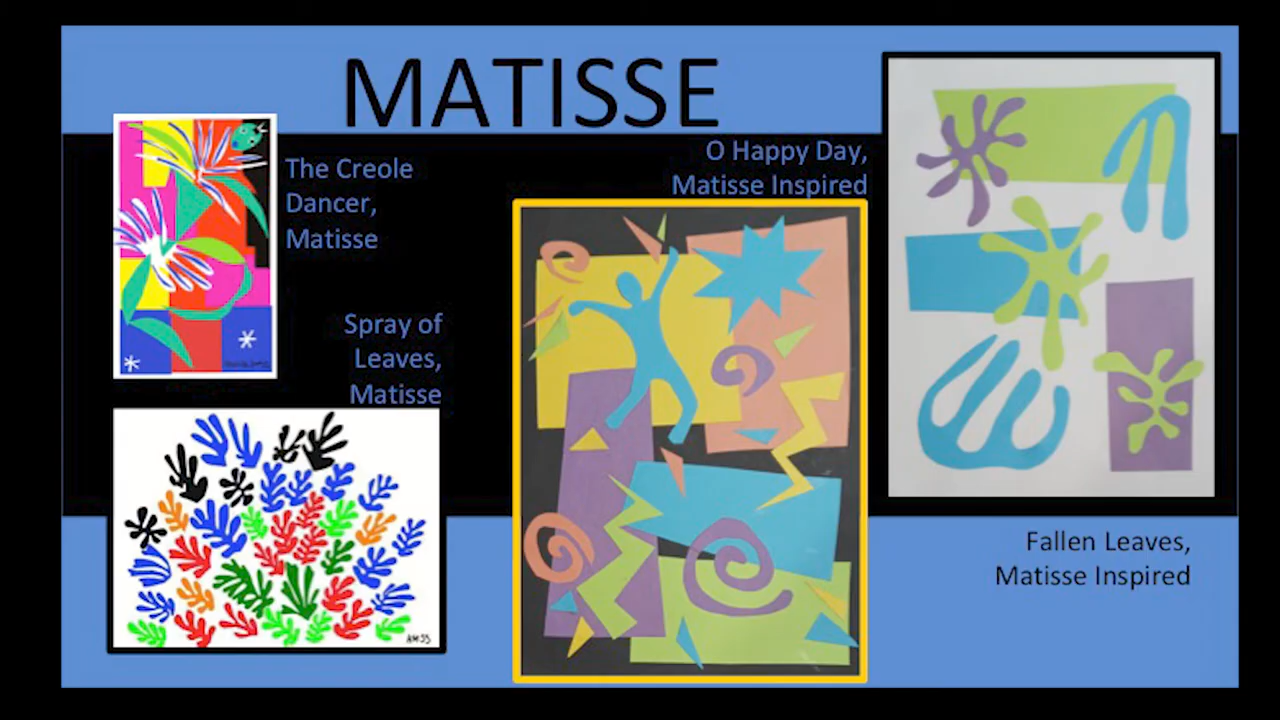 MATISSE
The Creole
Dancer,
Matisse
Spray of
Leaves,
Matisse
O Happy Day,
Matisse Inspired
Fallen Leaves,
Matisse Inspired